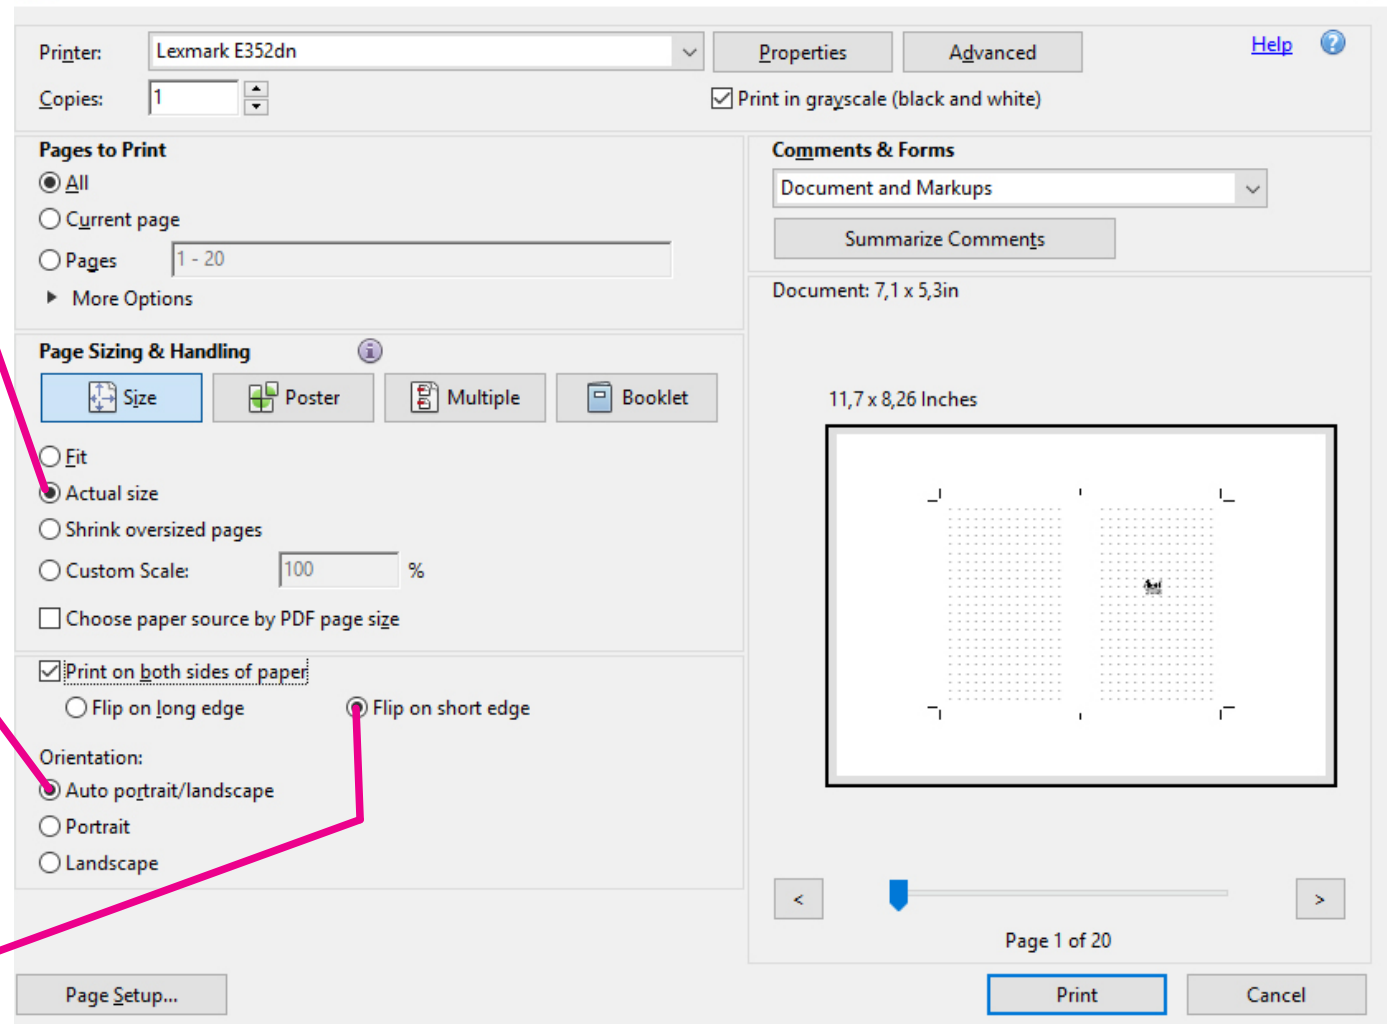 Printer: Lexmark E352dn Properties Advanced Help ?
Copies: 1 Print in grayscale (black and white)
Pages to Print
All
Current page
Pages 1 - 20
More Options
Comments & Forms
Document and Markups
Summarize Comments
Page Sizing & Handling i
Size Poster Multiple Booklet
Fit
Actual size
Shrink oversized pages
Custom Scale: 100 %
Choose paper source by PDF page size
Print on both sides of paper
Flip on long edge Flip on short edge
Orientation:
Auto portrait/landscape
Portrait
Landscape
Document: 7,1 x 5,3in
11,7 x 8,26 Inches
< >
Page 1 of 20
Page Setup... Print Cancel